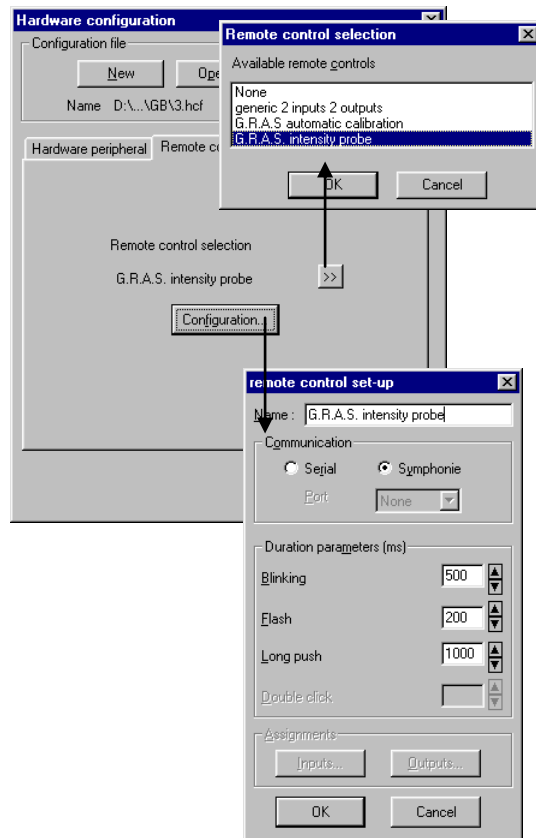 Hardware configuration
Configuration file
New
Ope
Name D:\...\GB\3.hcf
Hardware peripheral
Remote co
Remote control selection
G.R.A.S. intensity probe
>>
Configuration...
Remote control selection
Available remote controls
None
generic 2 inputs 2 outputs
G.R.A.S automatic calibration
G.R.A.S. intensity probe
OK
Cancel
remote control set-up
Name : G.R.A.S. intensity probe
Communication
Serial
Symphonie
Port
None
Duration parameters (ms)
Blinking 500
Flash 200
Long push 1000
Double click
Assignments
Inputs...
Outputs...
OK
Cancel